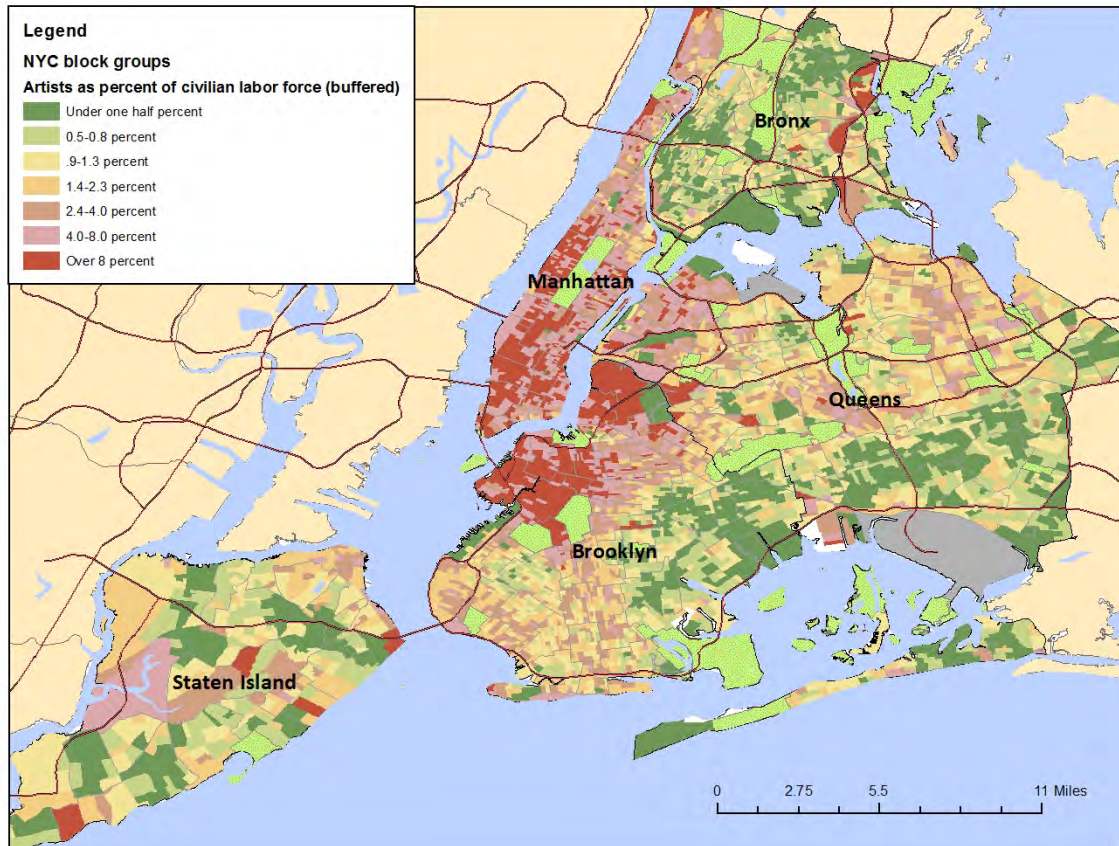 Legend
NYC block groups
Artists as percent of civilian labor force (buffered)
Under one half percent
0.5-0.8 percent
.9-1.3 percent
1.4-2.3 percent
2.4-4.0 percent
4.0-8.0 percent
Over 8 percent
Bronx
Manhattan
Queens
Brooklyn
Staten Island
0 2.75 5.5 11 Miles